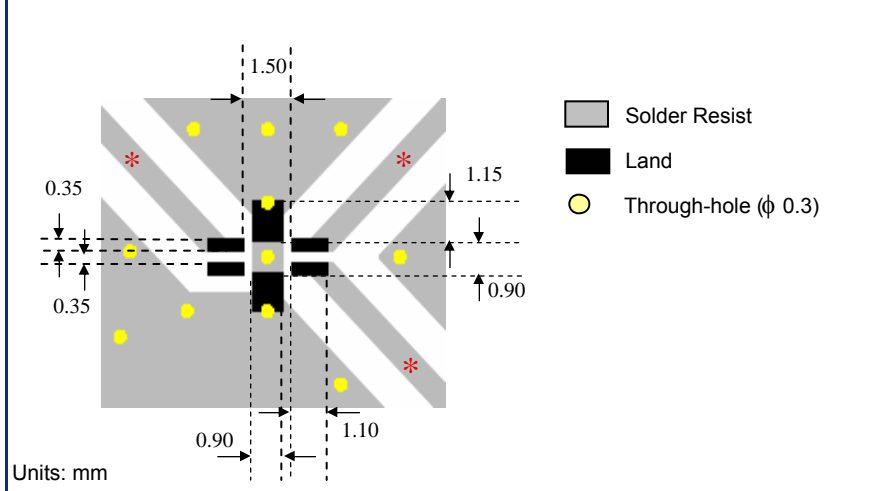 1.50
Solder Resist
Land
Through-hole (ϕ 0.3)
*
*
1.15
0.35
0.35
0.90
*
0.90
1.10
Units: mm